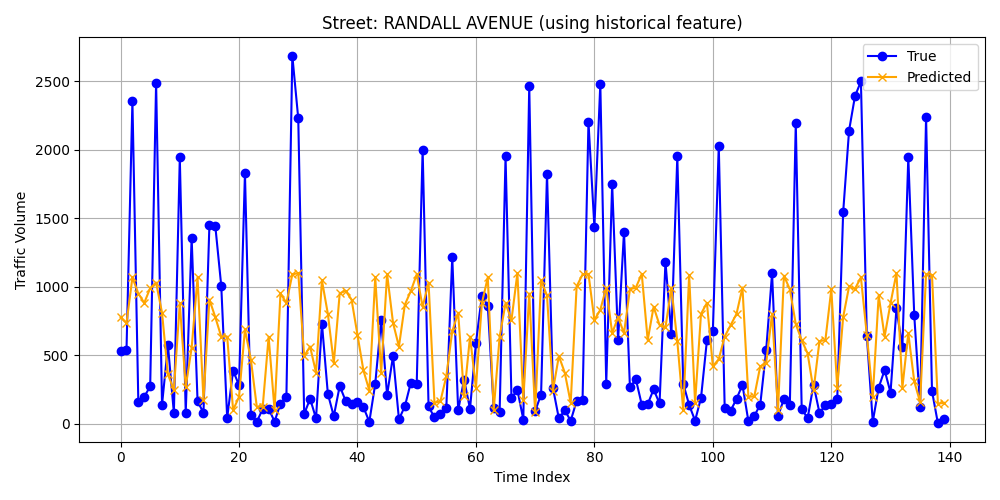 Street: RANDALL AVENUE (using historical feature)
True
Predicted
Traffic Volume
2500
2000
1500
1000
500
0
0 20 40 60 80 100 120 140
Time Index